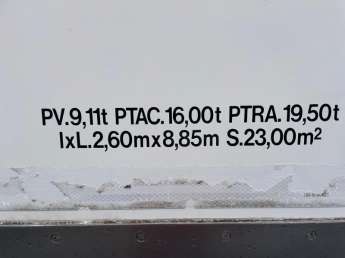 PV.9,11t PTAC.16,00t PTRA.19,50t
lxL.2,60mx8,85m S.23,00m²